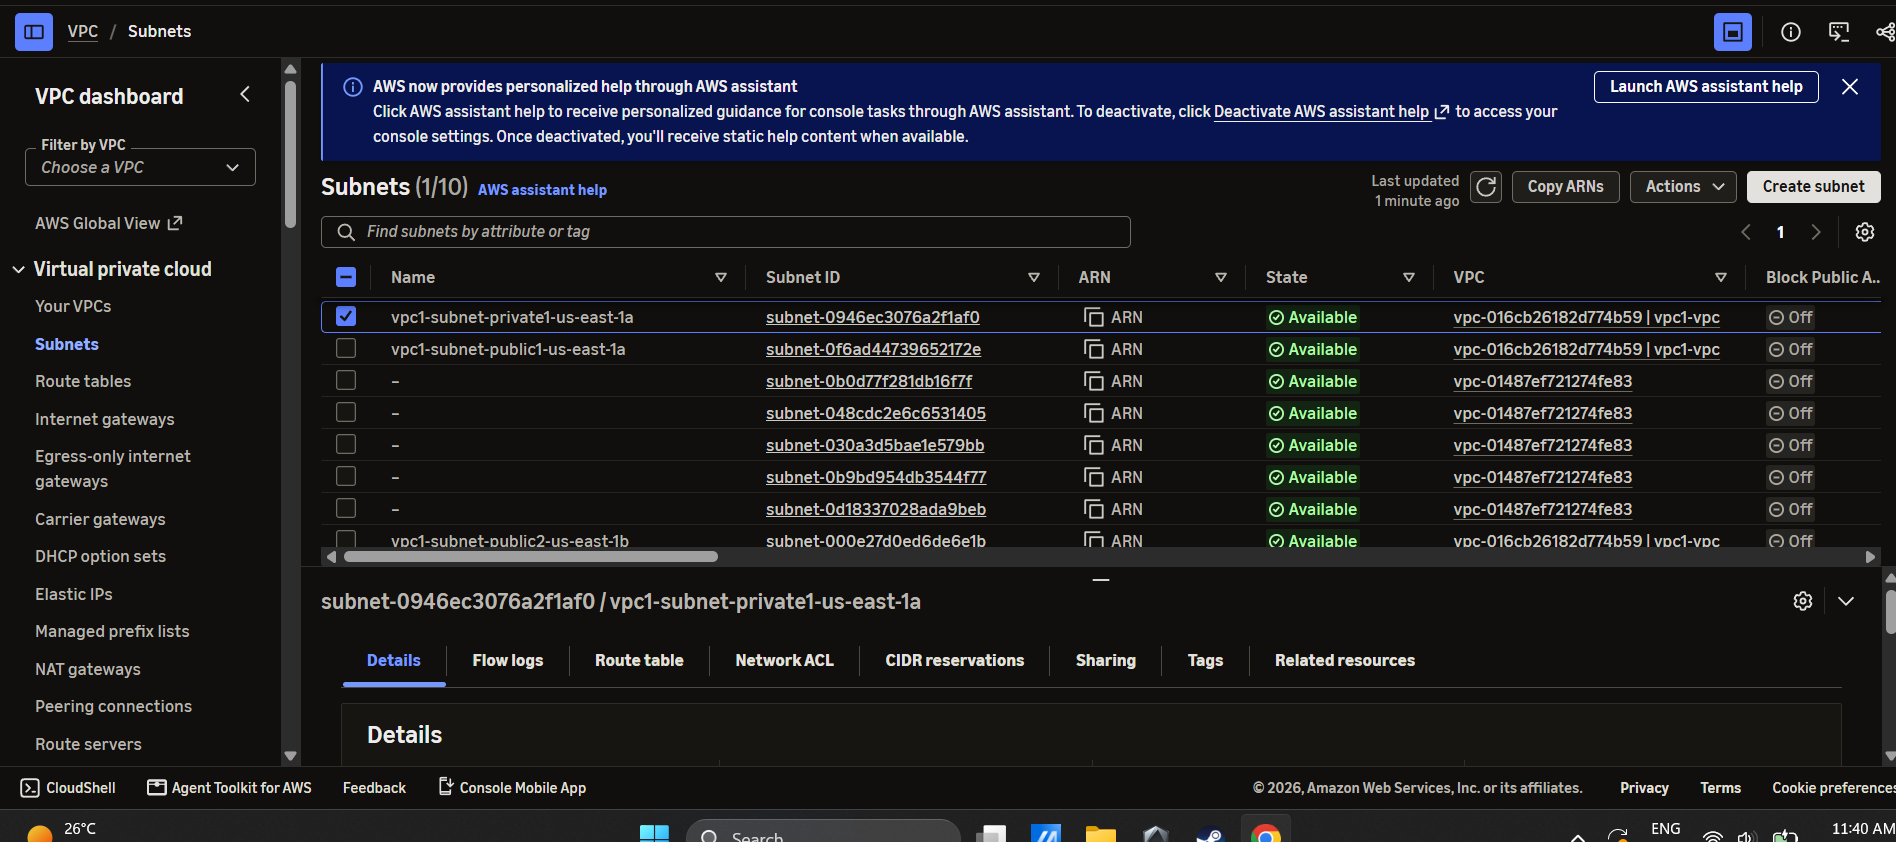 VPC / Subnets
VPC dashboard
Filter by VPC
Choose a VPC
AWS Global View
Virtual private cloud
Your VPCs
Subnets
Route tables
Internet gateways
Egress-only internet
gateways
Carrier gateways
DHCP option sets
Elastic IPs
Managed prefix lists
NAT gateways
Peering connections
Route servers
AWS now provides personalized help through AWS assistant
Click AWS assistant help to receive personalized guidance for console tasks through AWS assistant. To deactivate, click Deactivate AWS assistant help to access your
console settings. Once deactivated, you'll receive static help content when available.
Launch AWS assistant help
Subnets (1/10) AWS assistant help
Last updated
1 minute ago
Copy ARNs
Actions
Create subnet
Find subnets by attribute or tag
1
Name Subnet ID ARN State VPC Block Public A...
vpc1-subnet-private1-us-east-1a subnet-0946ec3076a2f1af0 ARN Available vpc-016cb26182d774b59 | vpc1-vpc Off
vpc1-subnet-public1-us-east-1a subnet-0f6ad44739652172e ARN Available vpc-016cb26182d774b59 | vpc1-vpc Off
– subnet-0b0d77f281db16f7f ARN Available vpc-01487ef721274fe83 Off
– subnet-048cdc2e6c6531405 ARN Available vpc-01487ef721274fe83 Off
– subnet-030a3d5bae1e579bb ARN Available vpc-01487ef721274fe83 Off
– subnet-0b9bd954db3544f77 ARN Available vpc-01487ef721274fe83 Off
– subnet-0d18337028ada9beb ARN Available vpc-01487ef721274fe83 Off
vpc1-subnet-public2-us-east-1b subnet-000e27d0ed6de6e1b ARN Available vpc-016cb26182d774b59 | vpc1-vpc Off
subnet-0946ec3076a2f1af0 / vpc1-subnet-private1-us-east-1a
Details Flow logs Route table Network ACL CIDR reservations Sharing Tags Related resources
Details
CloudShell Agent Toolkit for AWS Feedback Console Mobile App © 2026, Amazon Web Services, Inc. or its affiliates. Privacy Terms Cookie preferences
26°C
Search
ENG
11:40 AM